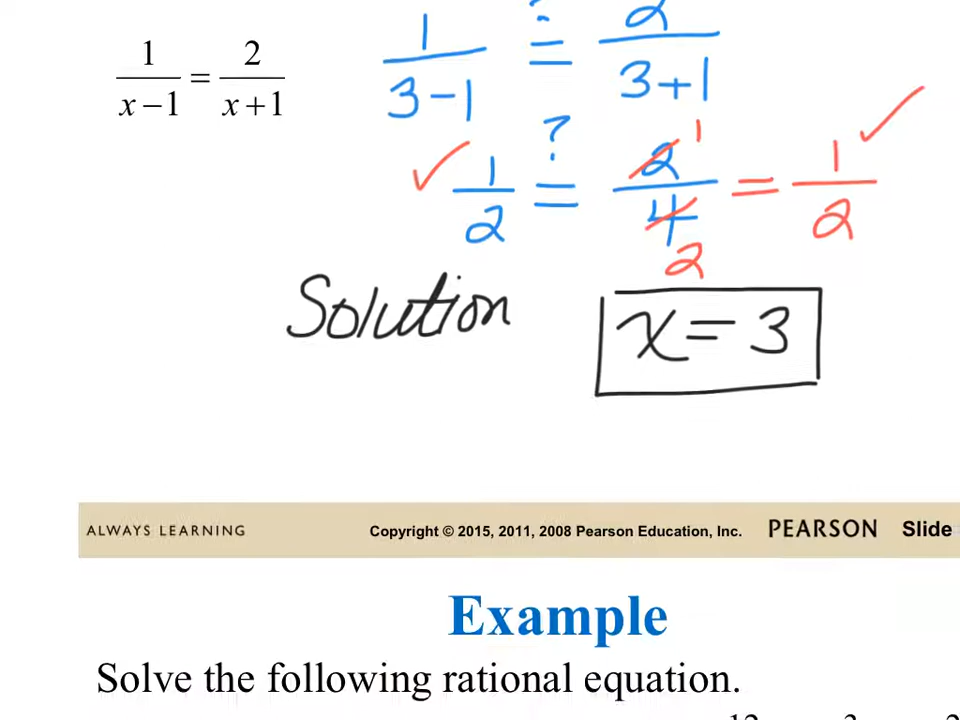 1/(x−1) = 2/(x+1)
1/(3−1) ≟ 2/(3+1)
✓ 1/2 ≟ 2/4 1 2 = 1/2 ✓
Solution x = 3
ALWAYS LEARNING Copyright © 2015, 2011, 2008 Pearson Education, Inc. PEARSON Slide
Example
Solve the following rational equation.